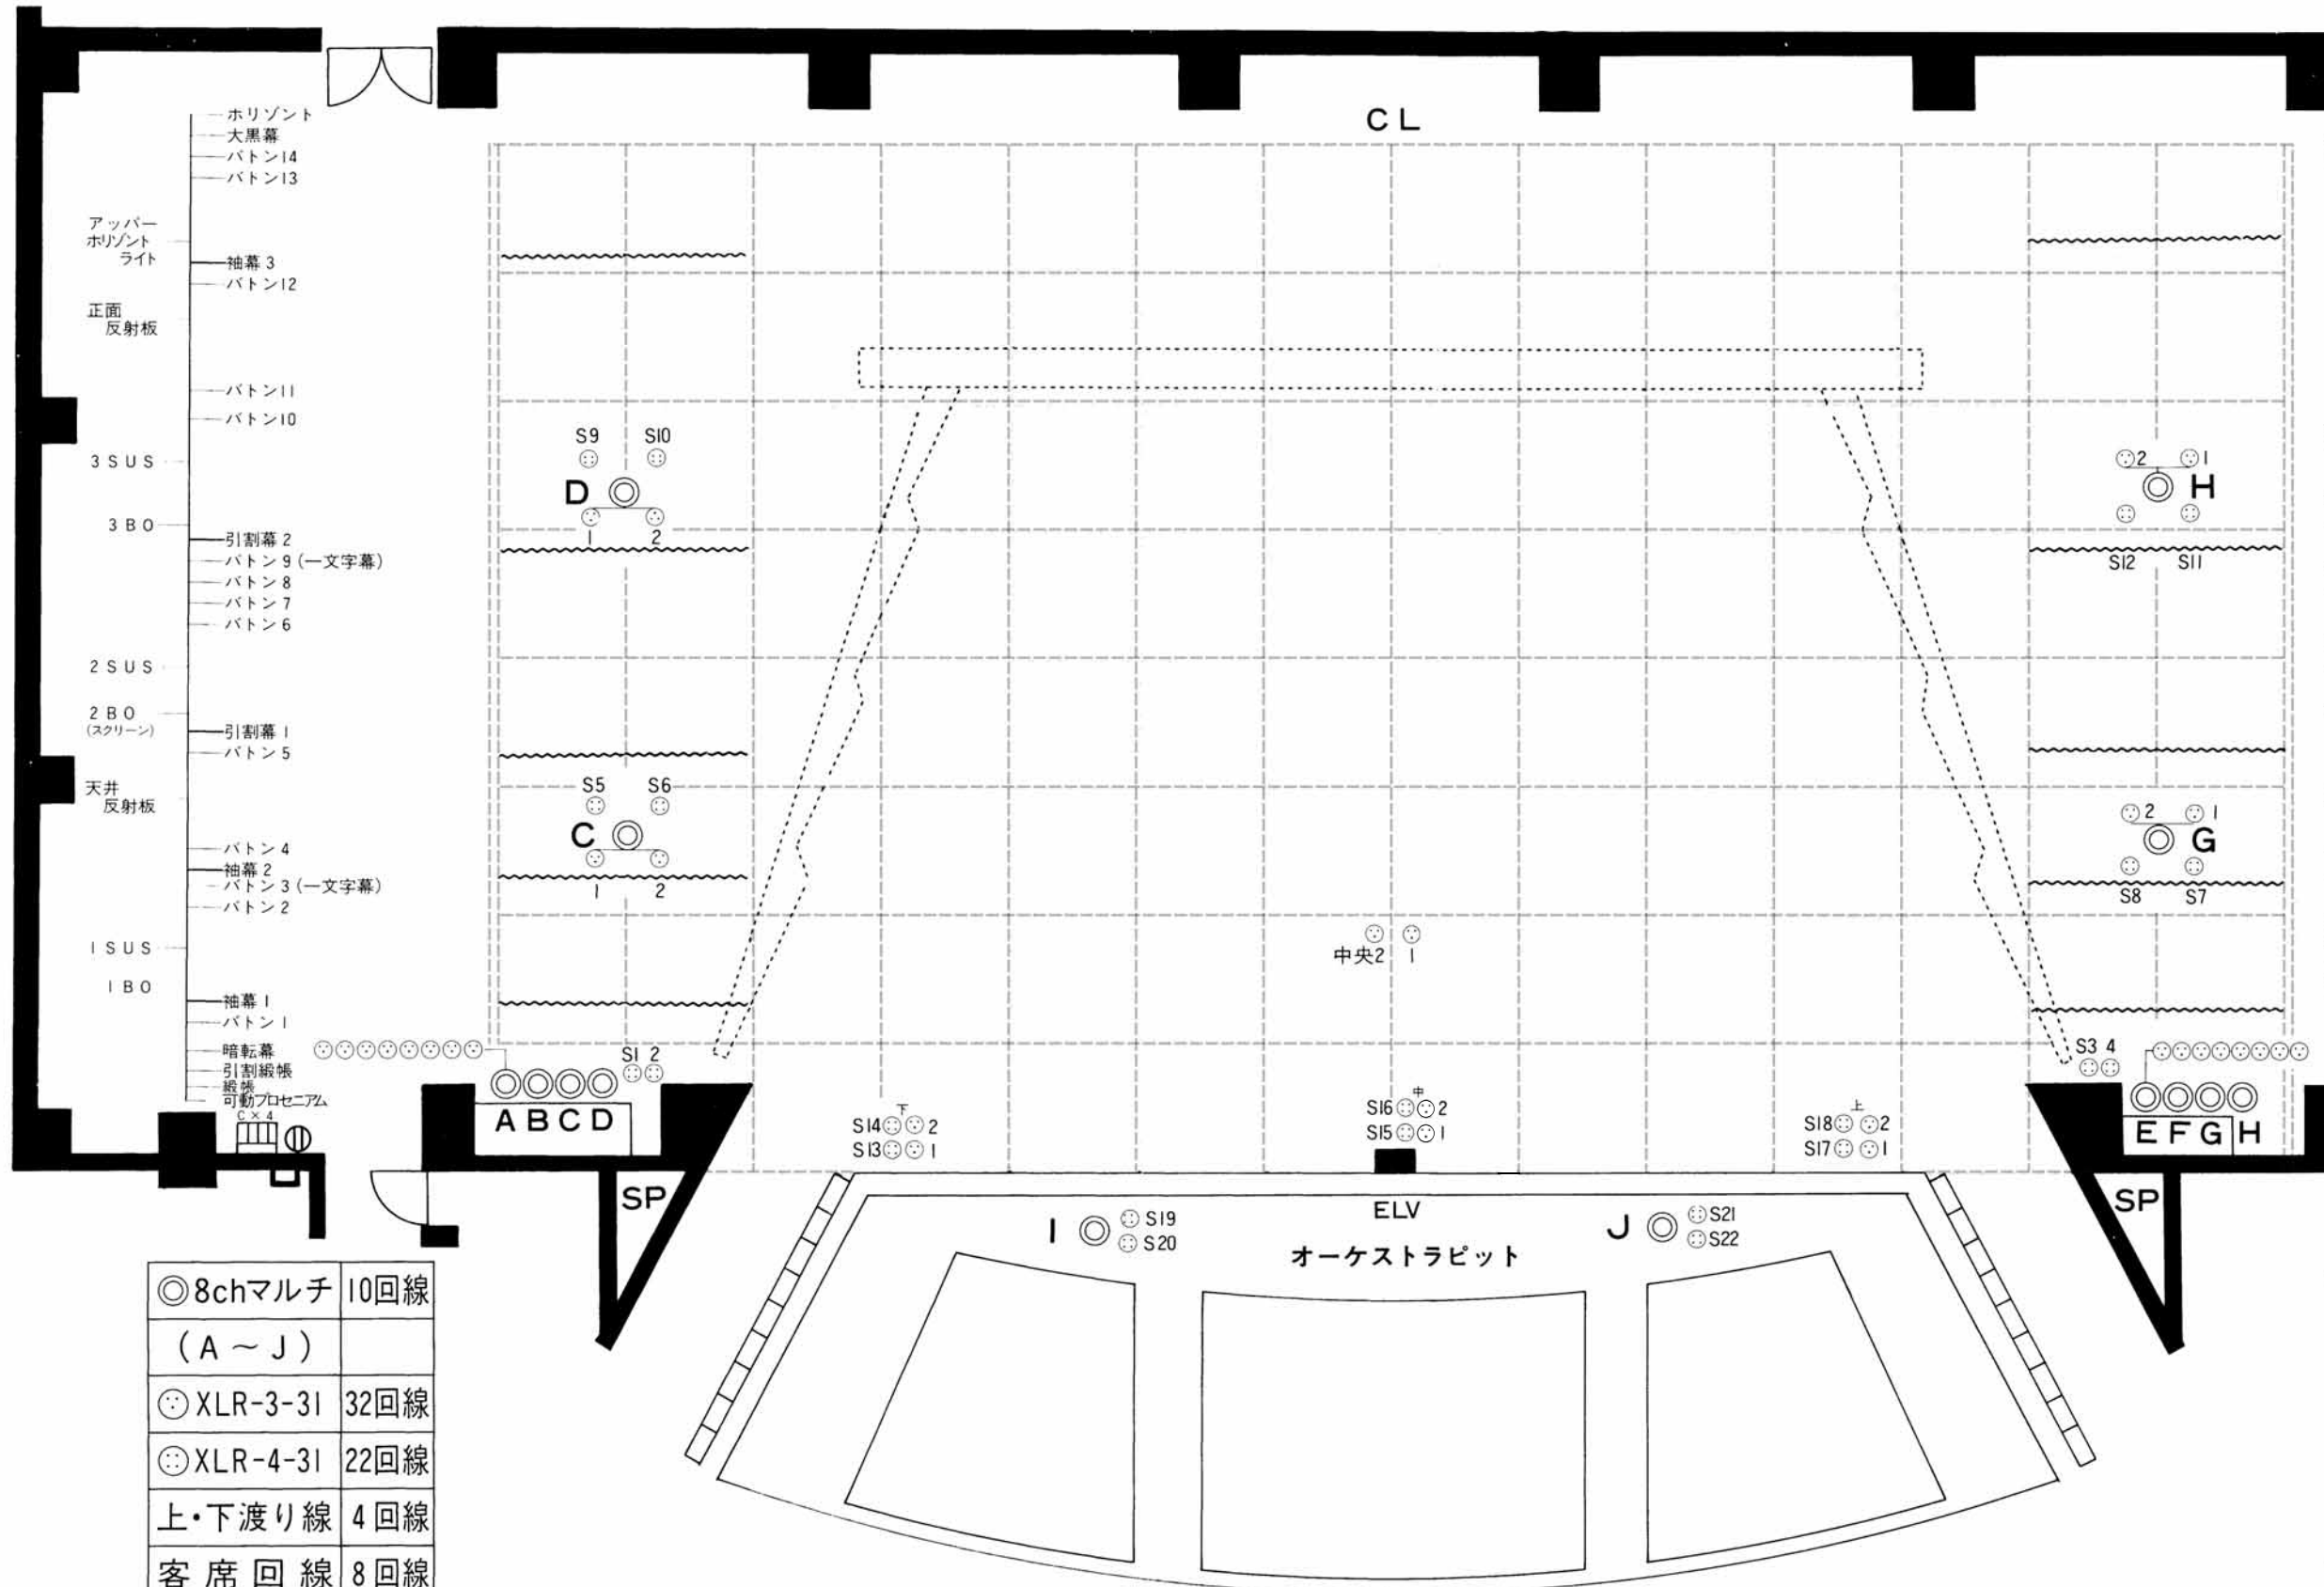 CL
ホリゾント
大黒幕
バトン14
バトン13
アッパー
ホリゾント
ライト
袖幕3
バトン12
正面
反射板
バトン11
バトン10
3SUS
3BO
引割幕2
バトン9(一文字幕)
バトン8
バトン7
バトン6
2SUS
2BO
(スクリーン)
引割幕1
バトン5
天井
反射板
バトン4
袖幕2
バトン3(一文字幕)
バトン2
1SUS
1BO
袖幕1
バトン1
暗転幕
引割緞帳
緞帳
可動プロセニアム
C×4
S9 S10
D
1 2
2 1
H
S12 S11
S5 S6
C
1 2
2 1
G
S8 S7
中央2 1
S1 2
A B C D
S3 4
E F G H
下
S14 2
S13 1
中
S16 2
S15 1
上
S18 2
S17 1
SP
SP
I S19
S20
ELV
オーケストラピット
J S21
S22
◎8chマルチ 10回線
(A~J)
XLR-3-31 32回線
XLR-4-31 22回線
上・下渡り線 4回線
客席回線 8回線